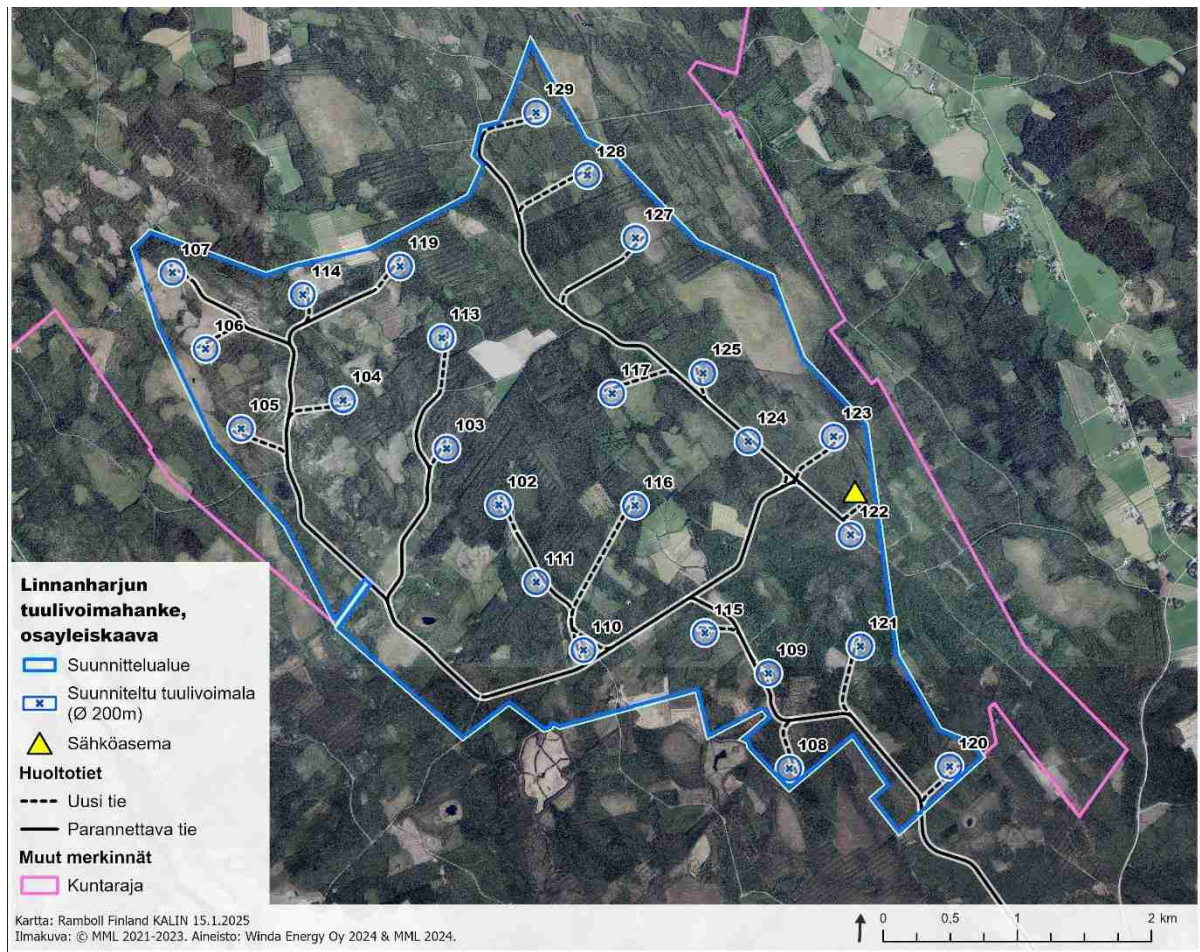 129
128
127
107
119
114
113
106
125
117
104
105
124
123
103
102
116
122
111
115
121
110
109
120
108
Linnanharjun
tuulivoimahanke,
osayleiskaava
Suunnittelualue
Suunniteltu tuulivoimala
(Ø 200m)
Sähköasema
Huoltotiet
Uusi tie
Parannettava tie
Muut merkinnät
Kuntaraja
Kartta: Ramboll Finland KALIN 15.1.2025
Ilmakuva: © MML 2021-2023. Aineisto: Winda Energy Oy 2024 & MML 2024.
0 0,5 1 2 km